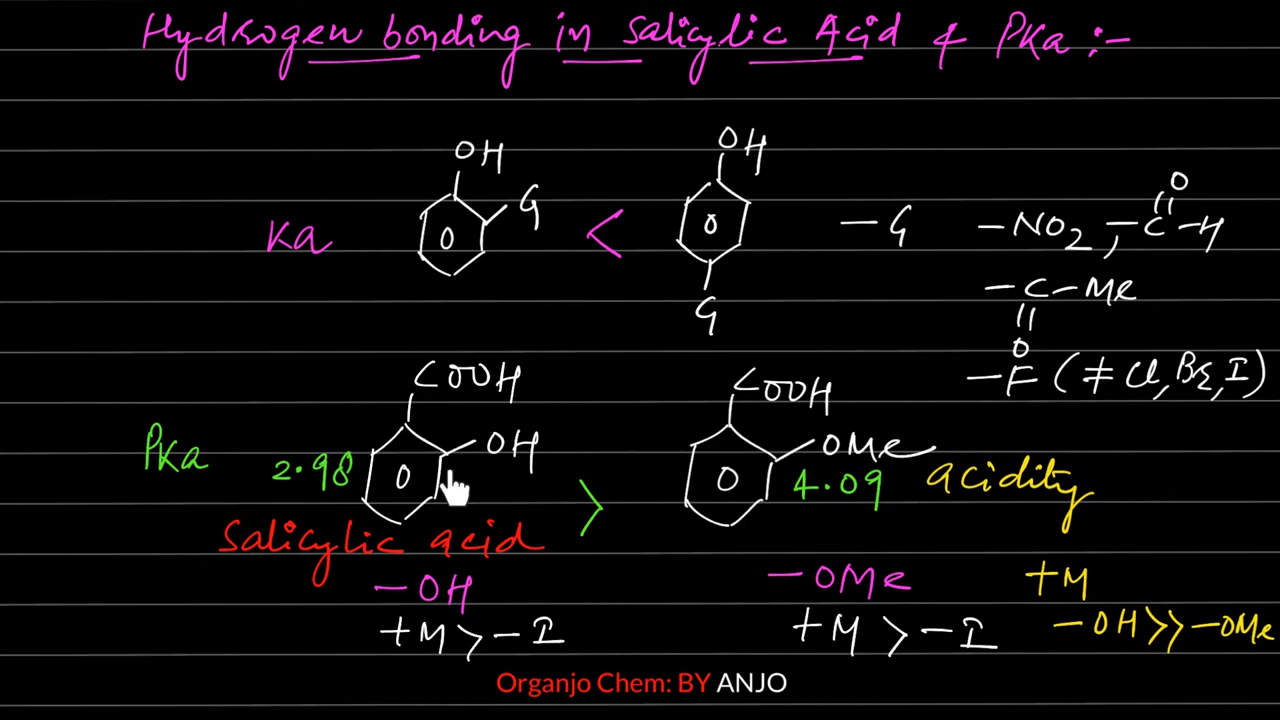 Hydrogen bonding in Salicylic Acid & PKa :-
OH
G
Ka
<
OH
G
- G
- NO2, - C - H
O
- C - Me
O
- F (≠ Cl, Br, I)
COOH
OH
PKa 2.98
Salicylic acid
>
COOH
OMe
4.09 acidity
- OH
- OMe
+M
+M > - I
+M > - I
- OH >> - OMe
Organjo Chem: BY ANJO